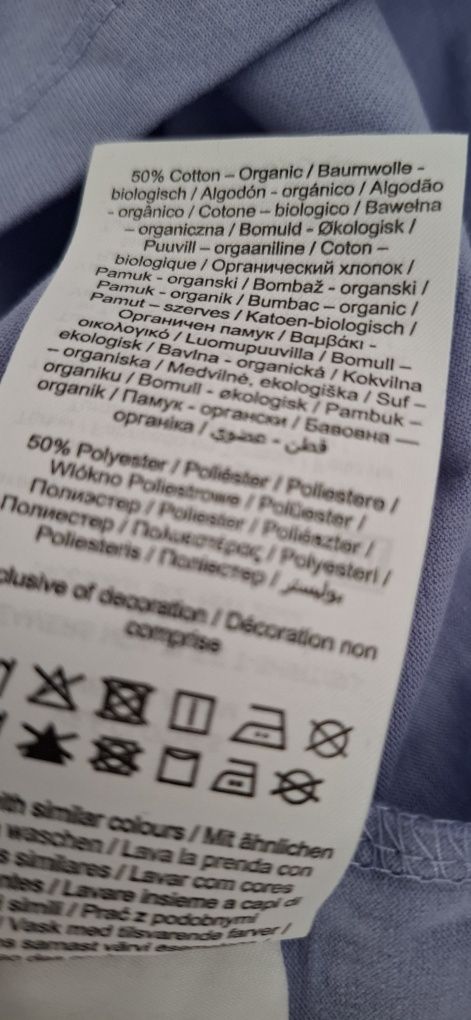 50% Cotton – Organic / Baumwolle -
biologisch / Algodón - orgánico / Algodão
- orgânico / Cotone – biologico / Bawełna
– organiczna / Bomuld - Økologisk /
Puuvill – orgaaniline / Coton –
biologique / Органический хлопок /
Pamuk - organski / Bombaž - organski /
Pamuk - organik / Bumbac – organic /
Pamut – szerves / Katoen-biologisch /
Органичен памук / Βαμβάκι -
οικολογικό / Luomupuuvilla / Bomull –
ekologisk / Bavlna - organická / Kokvilna
– organiska / Medvilnė, ekologiška / Suf –
organiku / Bomull - økologisk / Pambuk –
organik / Памук - органски / Бавовна —
органіка / قطن - عضوي
50% Polyester / Poliéster / Poliestere /
Włókno Poliestrowe / Polüester /
Полиэстер / Poliester / Poliészter /
Полиестер / Πολυεστέρας / Polyesteri /
Poliesteris / Поліестер / بوليستر
clusive of decoration / Décoration non
comprise
ith similar colours / Mit ähnlichen
waschen / Lava la prenda con
s similares / Lavar com cores
ntes / Lavare insieme a capi di
simili / Prać z podobnymi
/ Vask med tilsvarende farver /
samast värvi